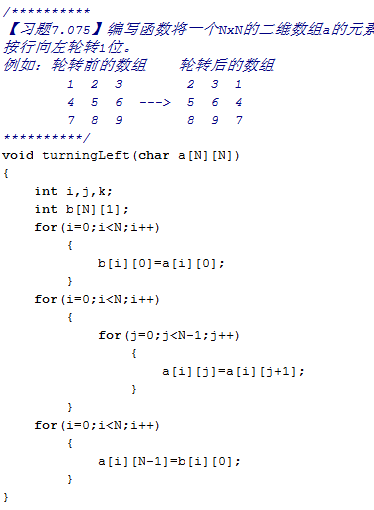 /**********
【习题7.075】编写函数将一个NxN的二维数组a的元素
按行向左轮转1位。
例如：轮转前的数组    轮转后的数组
        1  2  3         2  3  1
        4  5  6  --->   5  6  4
        7  8  9         8  9  7
**********/
void turningLeft(char a[N][N])
{
    int i,j,k;
    int b[N][1];
    for(i=0;i<N;i++)
        {
            b[i][0]=a[i][0];
        }
    for(i=0;i<N;i++)
        {
            for(j=0;j<N-1;j++)
                {
                    a[i][j]=a[i][j+1];
                }
        }
    for(i=0;i<N;i++)
        {
            a[i][N-1]=b[i][0];
        }
}